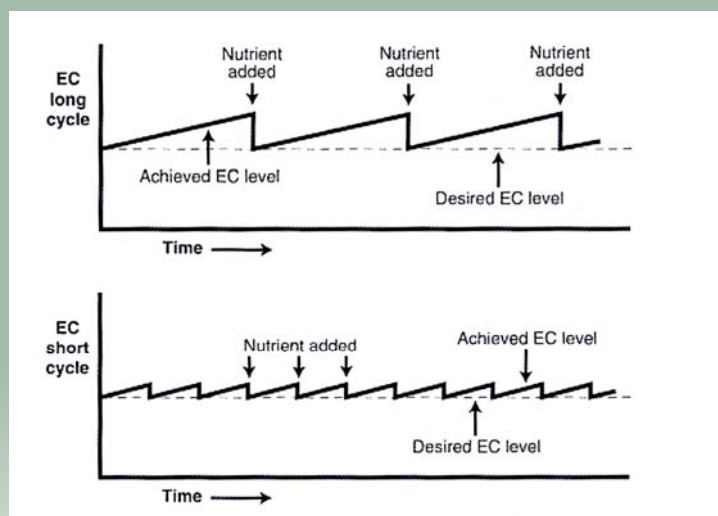 Nutrient
added
Nutrient
added
Nutrient
added
EC
long
cycle
Achieved EC level
Desired EC level
Time
EC
short
cycle
Nutrient added
Achieved EC level
Desired EC level
Time